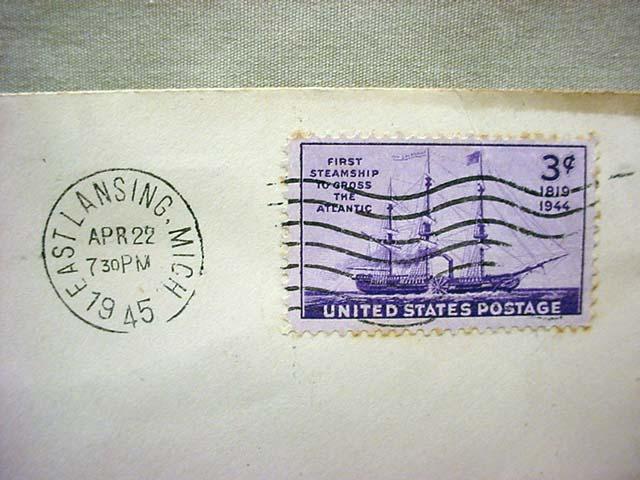 EAST LANSING, MICH
APR 22
7 30 PM
1945
FIRST
STEAMSHIP
TO CROSS
THE
ATLANTIC
3¢
1819
1944
UNITED STATES POSTAGE